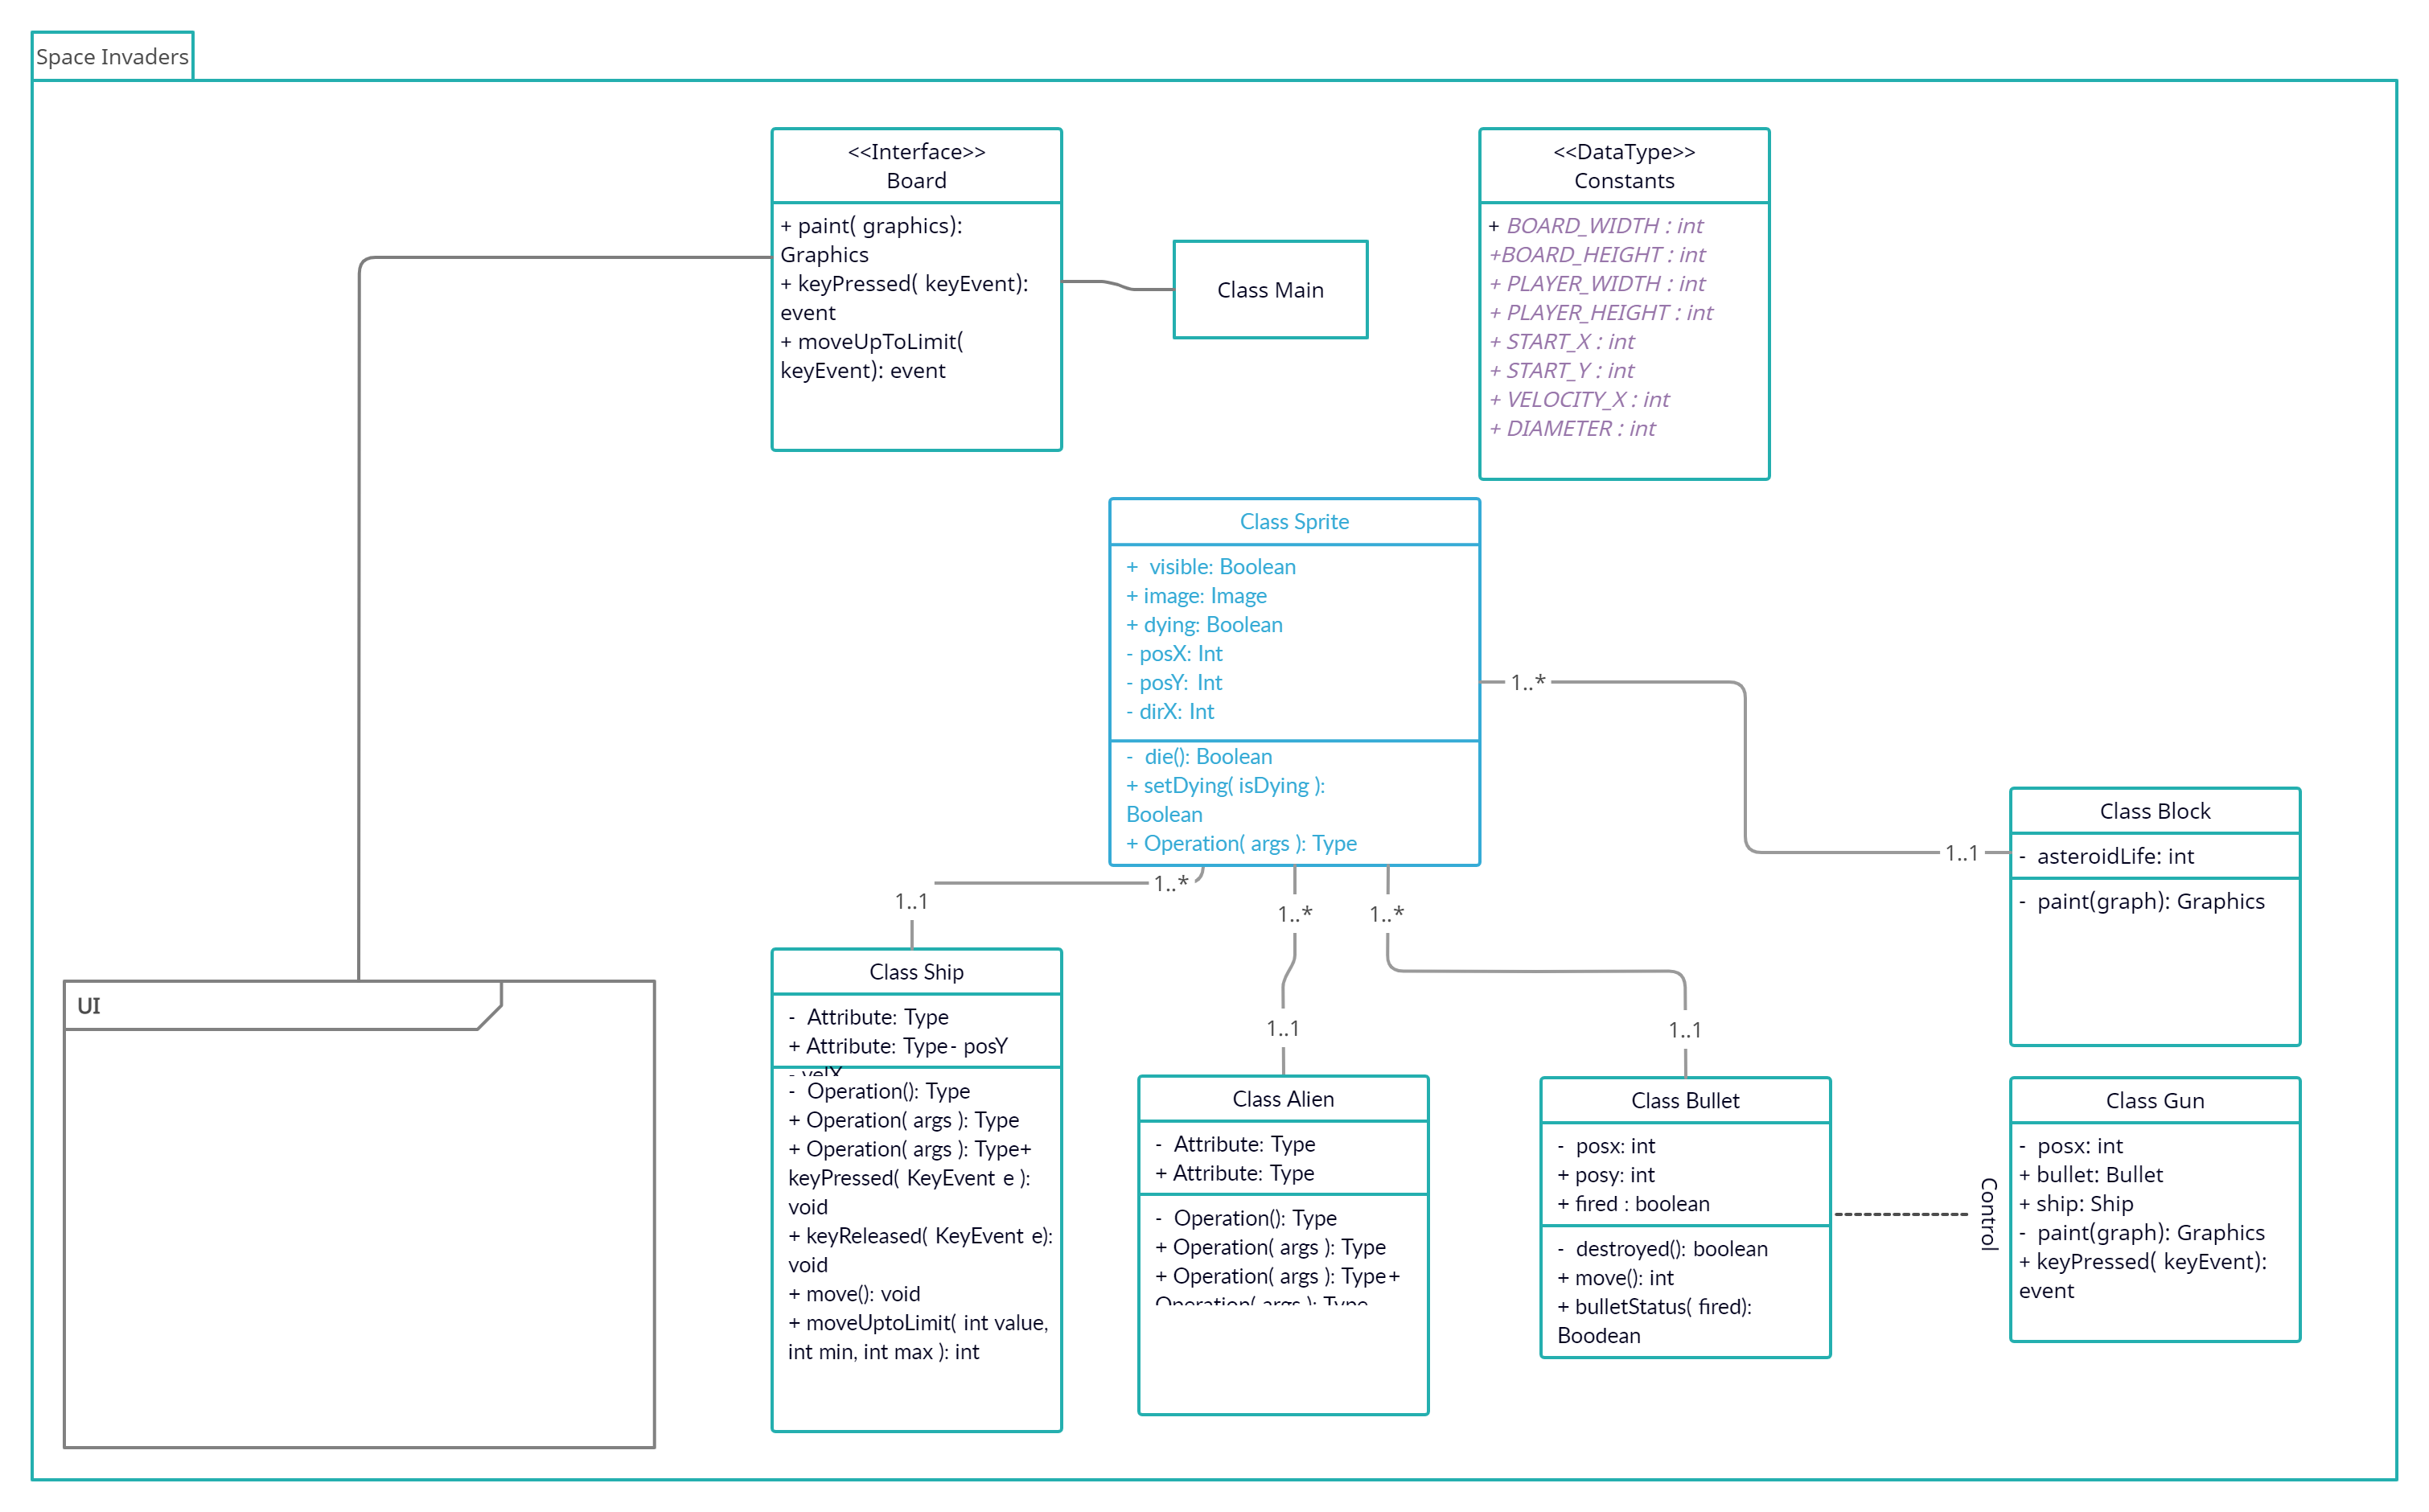 Space Invaders
<<Interface>>
Board
+ paint( graphics):
Graphics
+ keyPressed( keyEvent):
event
+ moveUpToLimit(
keyEvent): event
Class Main
<<DataType>>
Constants
+ BOARD_WIDTH : int
+BOARD_HEIGHT : int
+ PLAYER_WIDTH : int
+ PLAYER_HEIGHT : int
+ START_X : int
+ START_Y : int
+ VELOCITY_X : int
+ DIAMETER : int
Class Sprite
+ visible: Boolean
+ image: Image
+ dying: Boolean
- posX: Int
- posY: Int
- dirX: Int
- die(): Boolean
+ setDying( isDying ):
Boolean
+ Operation( args ): Type
1..*
1..1
1..*
1..1
1..*
1..1
1..*
1..1
Class Block
- asteroidLife: int
- paint(graph): Graphics
UI
Class Ship
- Attribute: Type
+ Attribute: Type- posY
- velX
- Operation(): Type
+ Operation( args ): Type
+ Operation( args ): Type+
keyPressed( KeyEvent e ):
void
+ keyReleased( KeyEvent e):
void
+ move(): void
+ moveUptoLimit( int value,
int min, int max ): int
Class Alien
- Attribute: Type
+ Attribute: Type
- Operation(): Type
+ Operation( args ): Type
+ Operation( args ): Type+
Operation( args ): Type
Class Bullet
- posx: int
+ posy: int
+ fired : boolean
- destroyed(): boolean
+ move(): int
+ bulletStatus( fired):
Boodean
Control
Class Gun
- posx: int
+ bullet: Bullet
+ ship: Ship
- paint(graph): Graphics
+ keyPressed( keyEvent):
event